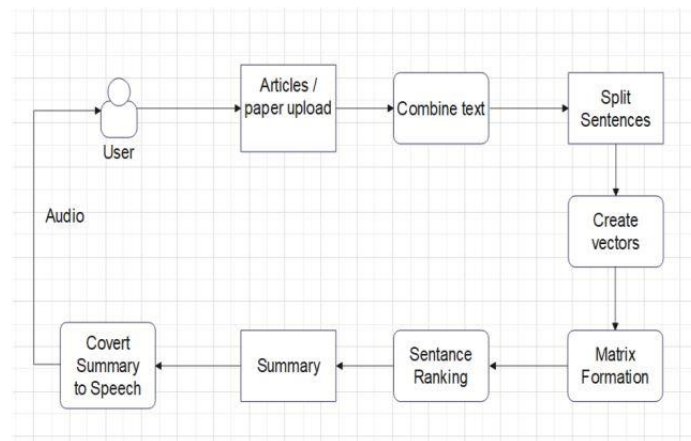 Articles /
paper upload
Combine text
Split
Sentences
User
Create
vectors
Audio
Covert
Summary
to Speech
Summary
Sentance
Ranking
Matrix
Formation